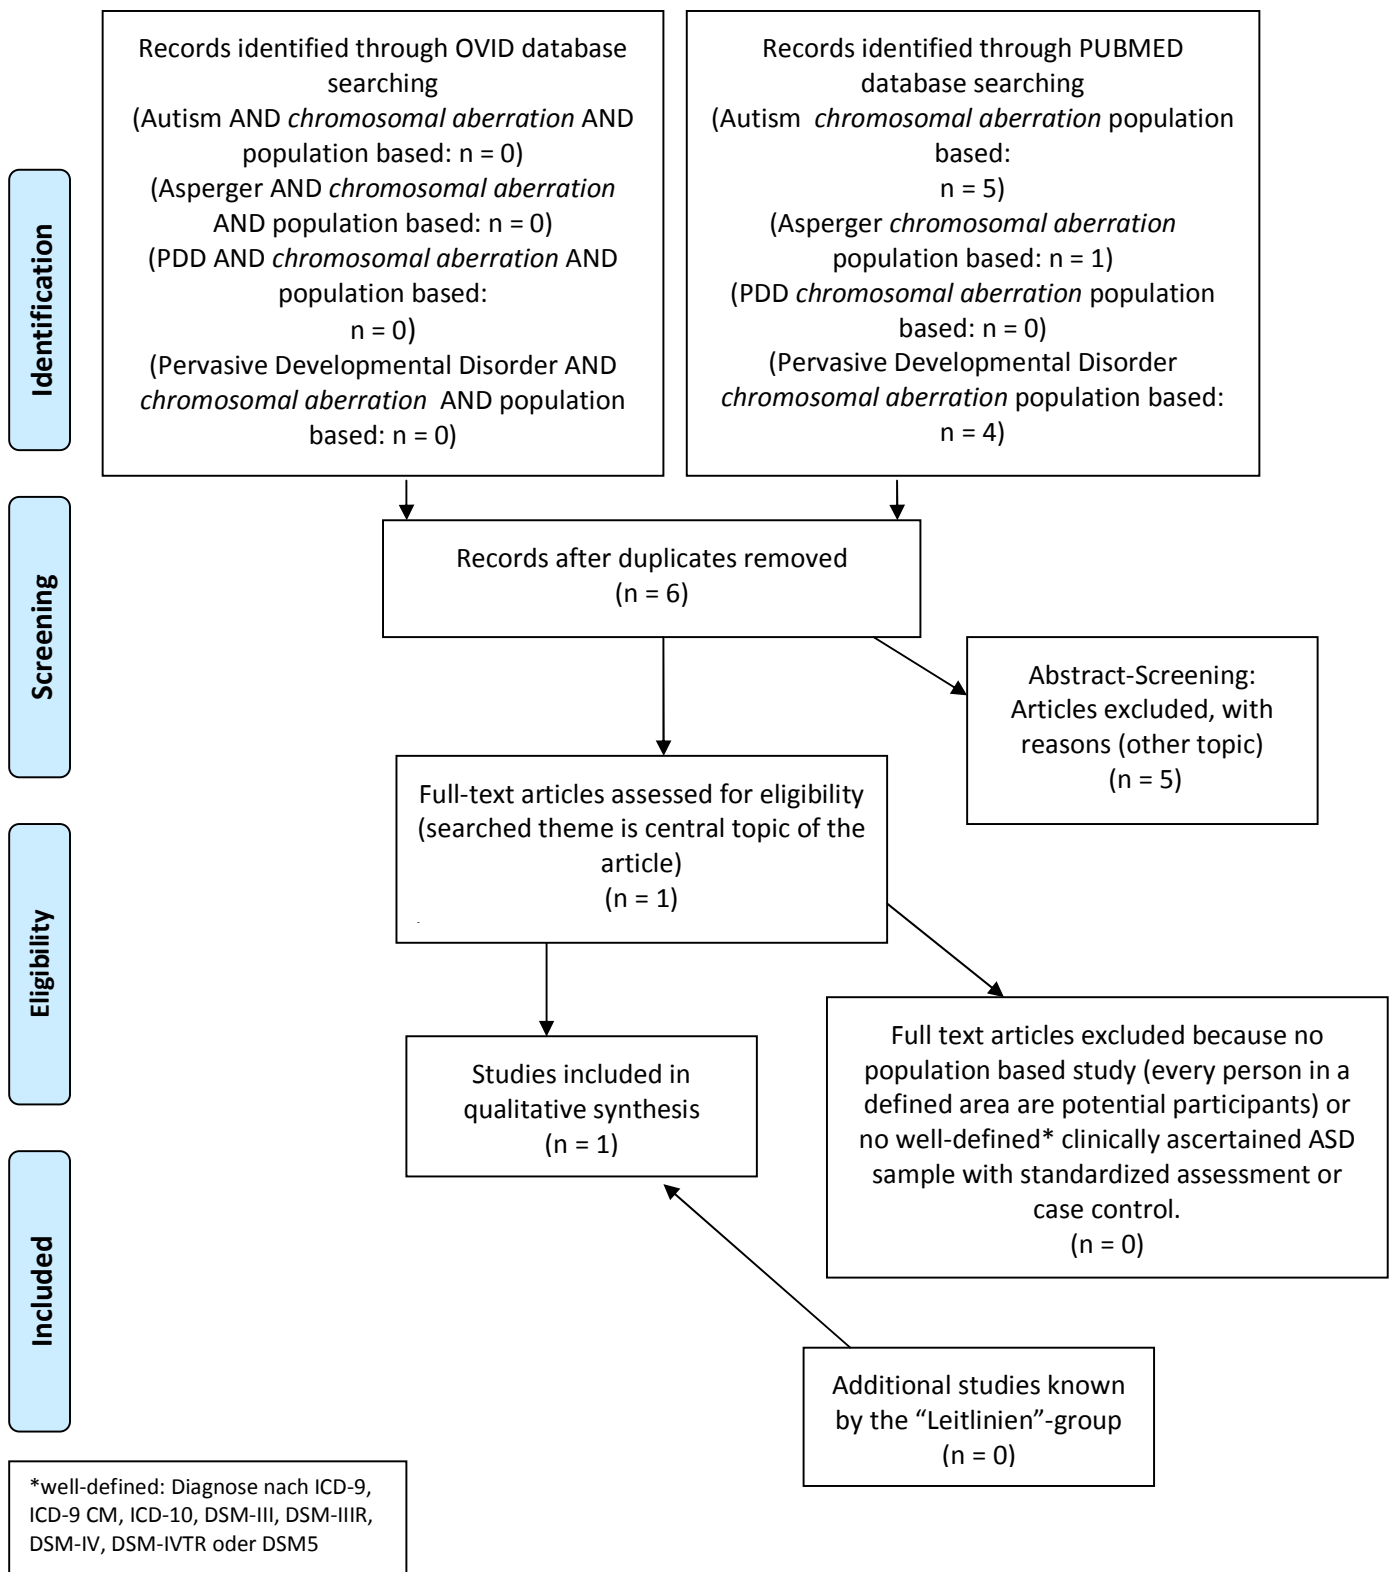 Records identified through OVID database
searching
(Autism AND chromosomal aberration AND
population based: n = 0)
(Asperger AND chromosomal aberration
AND population based: n = 0)
(PDD AND chromosomal aberration AND
population based:
n = 0)
(Pervasive Developmental Disorder AND
chromosomal aberration AND population
based: n = 0)
Records identified through PUBMED
database searching
(Autism chromosomal aberration population
based:
n = 5)
(Asperger chromosomal aberration
population based: n = 1)
(PDD chromosomal aberration population
based: n = 0)
(Pervasive Developmental Disorder
chromosomal aberration population based:
n = 4)
Identification
Records after duplicates removed
(n = 6)
Screening
Abstract-Screening:
Articles excluded, with
reasons (other topic)
(n = 5)
Full-text articles assessed for eligibility
(searched theme is central topic of the
article)
(n = 1)
Eligibility
Full text articles excluded because no
population based study (every person in a
defined area are potential participants) or
no well-defined* clinically ascertained ASD
sample with standardized assessment or
case control.
(n = 0)
Studies included in
qualitative synthesis
(n = 1)
Included
Additional studies known
by the “Leitlinien”-group
(n = 0)
*well-defined: Diagnose nach ICD-9,
ICD-9 CM, ICD-10, DSM-III, DSM-IIIR,
DSM-IV, DSM-IVTR oder DSM5